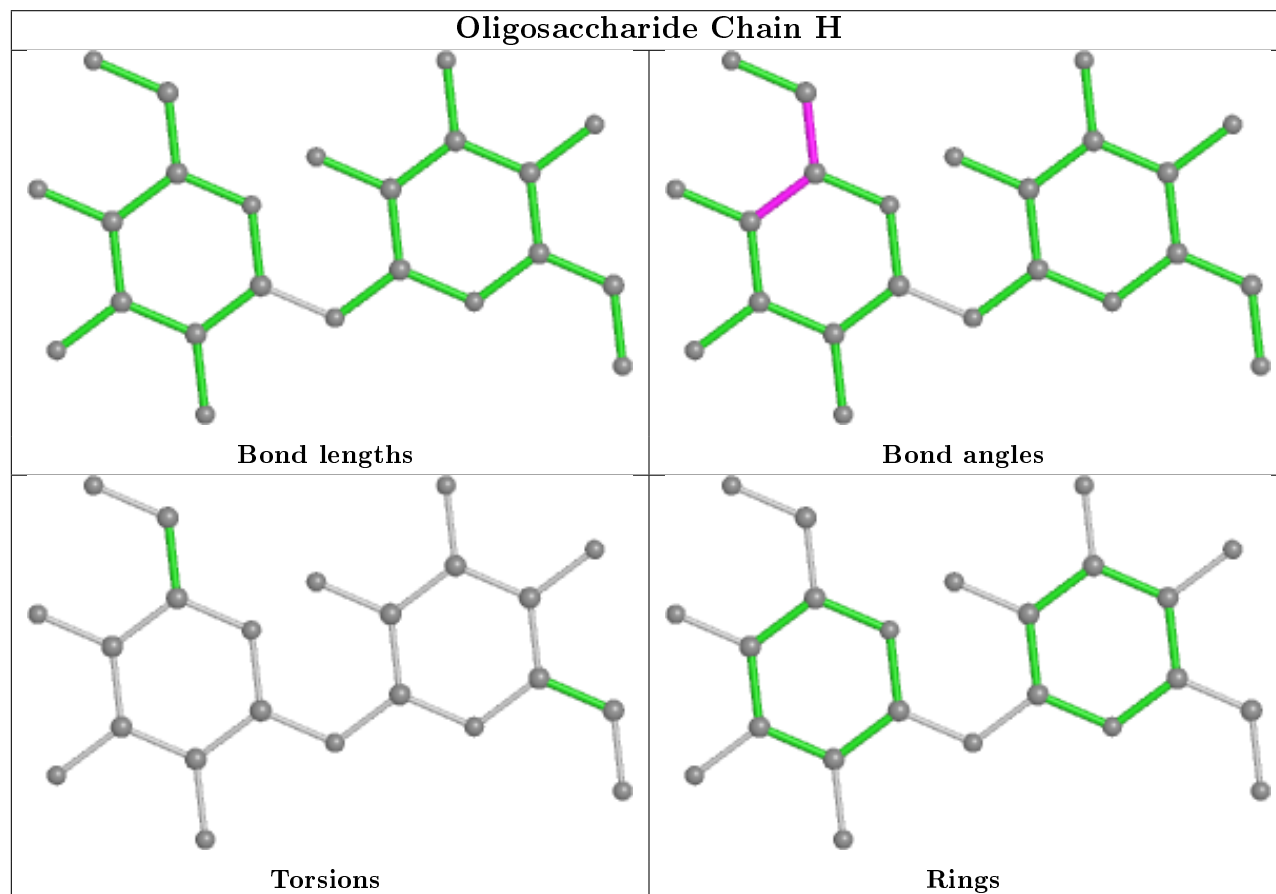 Oligosaccharide Chain H
Bond lengths
Bond angles
Torsions
Rings